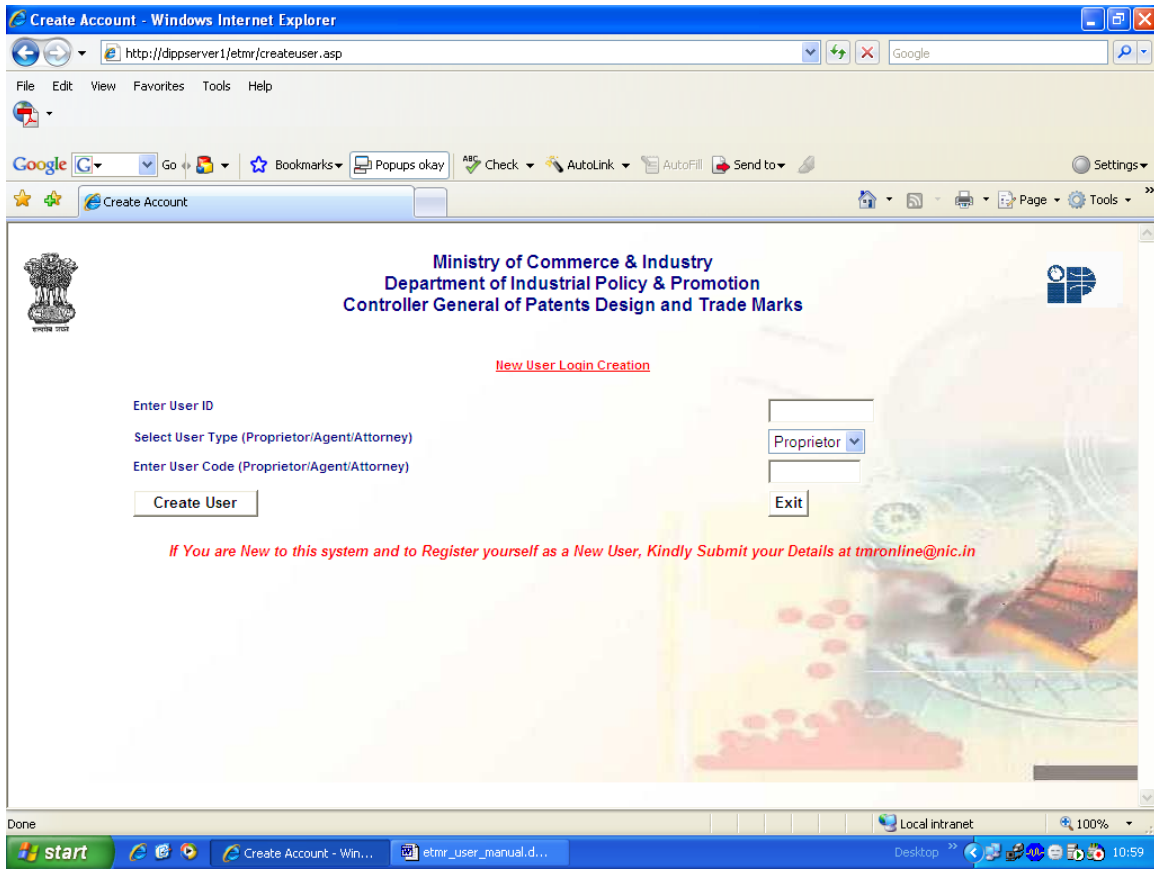 Create Account - Windows Internet Explorer
http://dippserver1/etmr/createuser.asp
Google
File Edit View Favorites Tools Help
Google G Go Bookmarks Popups okay ABC Check AutoLink AutoFill Send to Settings
Create Account Page Tools »
Ministry of Commerce & Industry
Department of Industrial Policy & Promotion
Controller General of Patents Design and Trade Marks
सत्यमेव जयते
New User Login Creation
Enter User ID
Select User Type (Proprietor/Agent/Attorney) Proprietor
Enter User Code (Proprietor/Agent/Attorney)
Create User Exit
If You are New to this system and to Register yourself as a New User, Kindly Submit your Details at tmronline@nic.in
Done Local intranet 100%
start Create Account - Win... etmr_user_manual.d... Desktop » 10:59